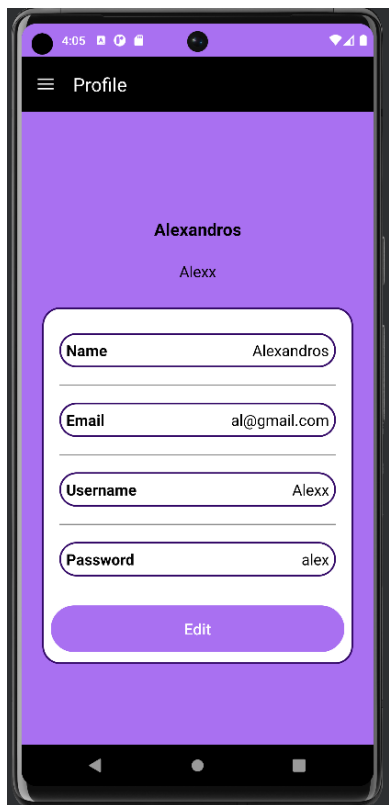 4:05
Profile
Alexandros
Alexx
Name Alexandros
Email al@gmail.com
Username Alexx
Password alex
Edit